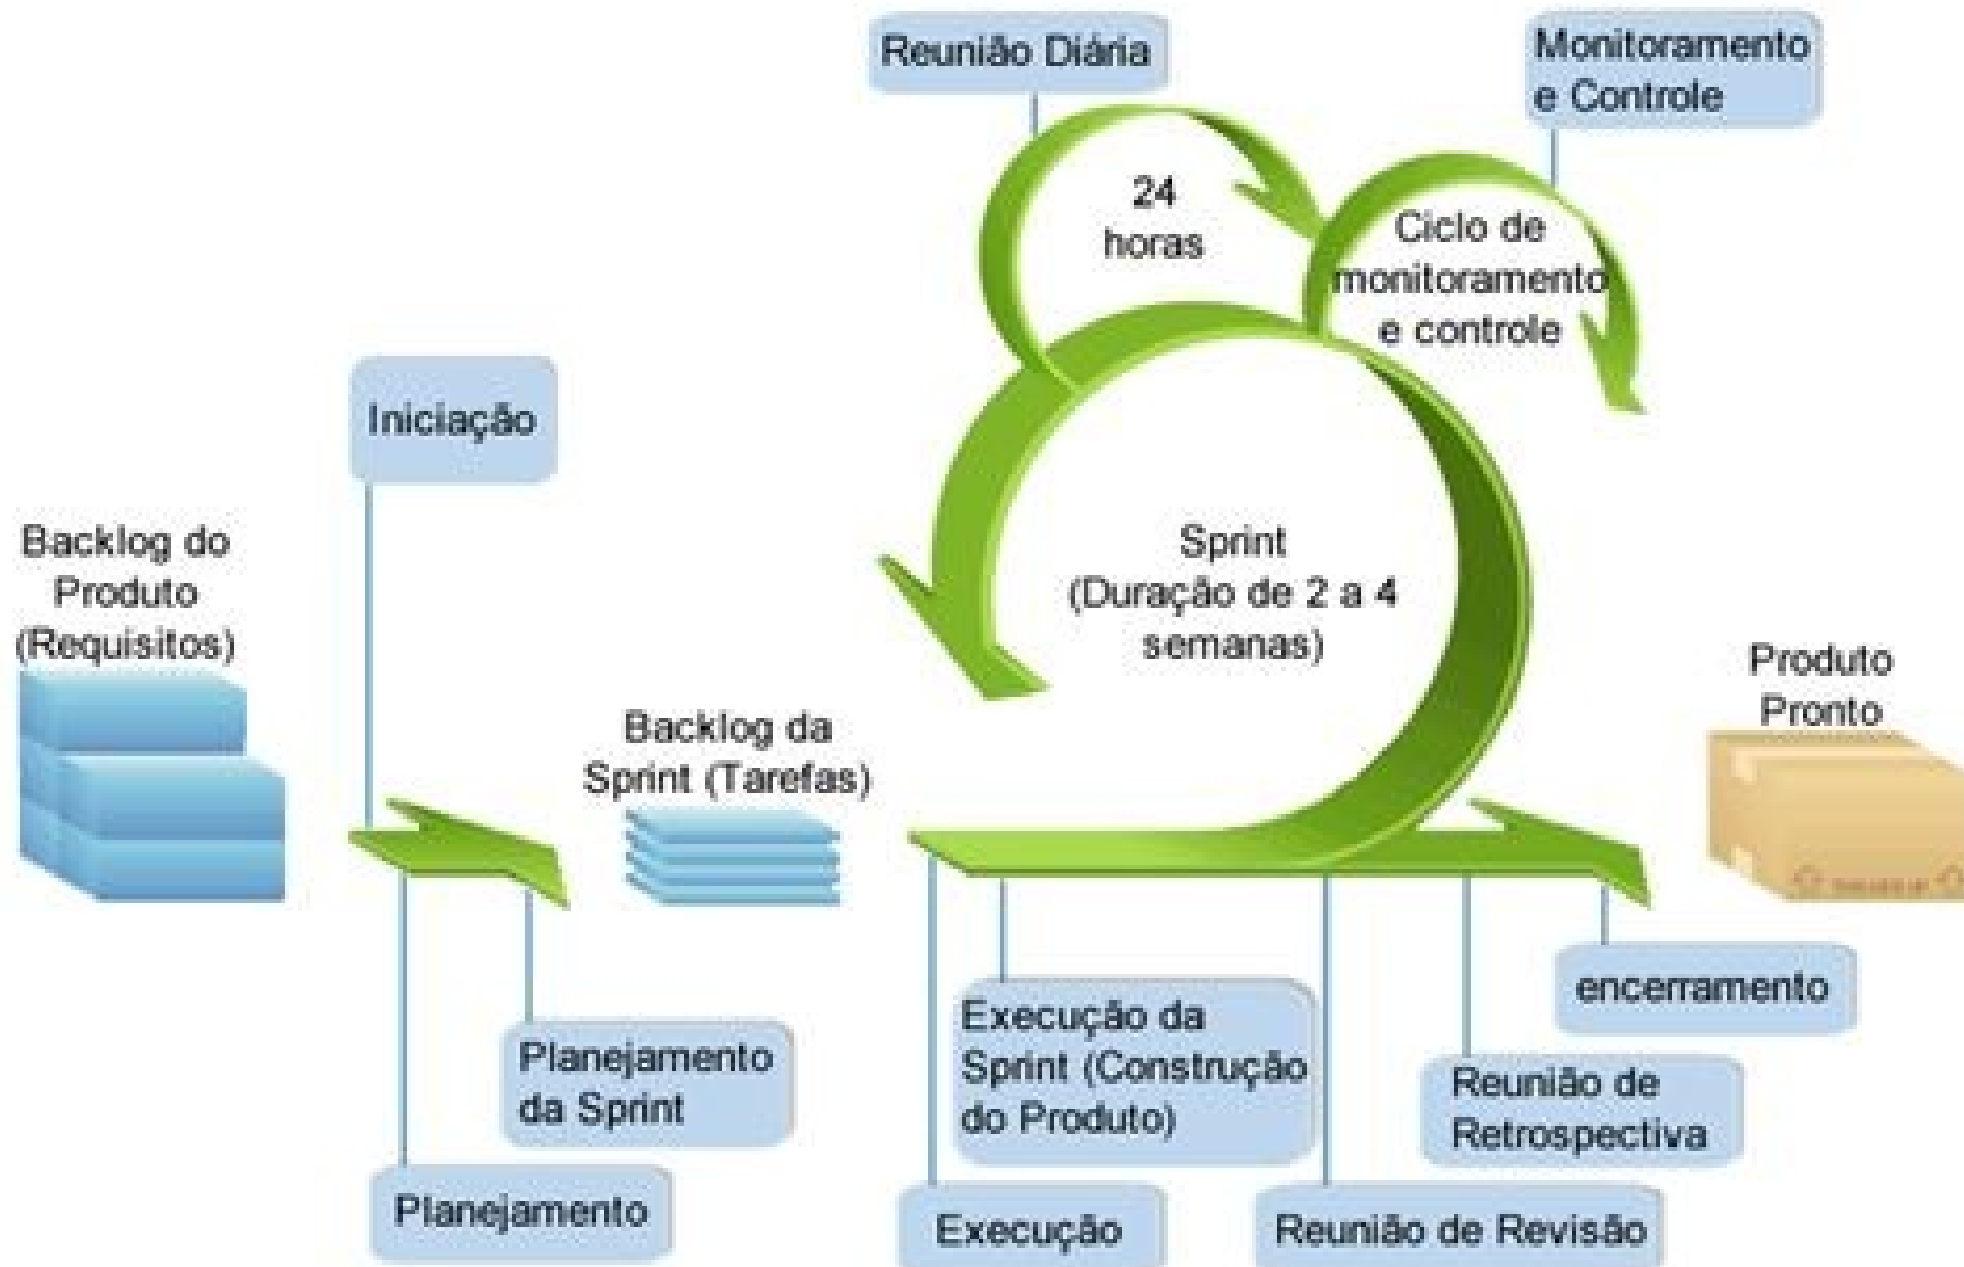 Reunião Diária
Monitoramento
e Controle
24
horas
Ciclo de
monitoramento
e controle
Iniciação
Backlog do
Produto
(Requisitos)
Sprint
(Duração de 2 a 4
semanas)
Backlog da
Sprint (Tarefas)
Produto
Pronto
encerramento
Execução da
Sprint (Construção
do Produto)
Planejamento
da Sprint
Reunião de
Retrospectiva
Planejamento
Execução
Reunião de Revisão